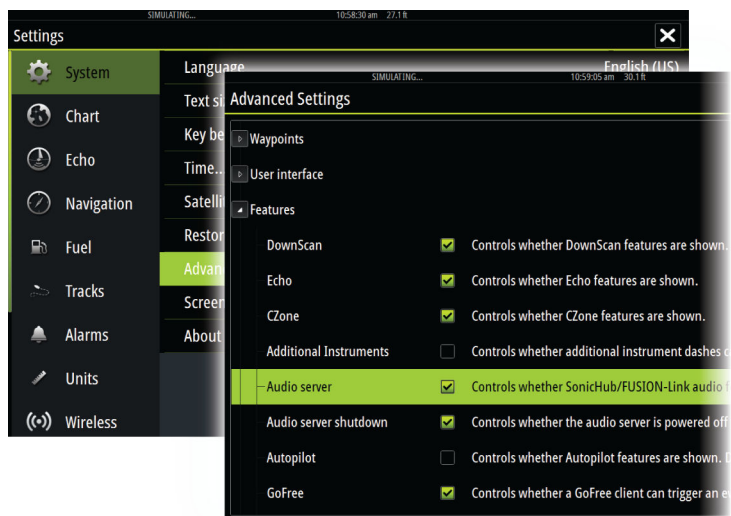 SIMULATING... 10:58:30 am 27.1 ft
Settings
System
Chart
Echo
Navigation
Fuel
Tracks
Alarms
Units
Wireless
Language English (US)
Text si
Key be
Time...
Satelli
Restor
Advan
Screen
About
SIMULATING... 10:59:05 am 30.1 ft
Advanced Settings
Waypoints
User interface
Features
DownScan Controls whether DownScan features are shown.
Echo Controls whether Echo features are shown.
CZone Controls whether CZone features are shown.
Additional Instruments Controls whether additional instrument dashes c
Audio server Controls whether SonicHub/FUSION-Link audio f
Audio server shutdown Controls whether the audio server is powered off
Autopilot Controls whether Autopilot features are shown. D
GoFree Controls whether a GoFree client can trigger an e